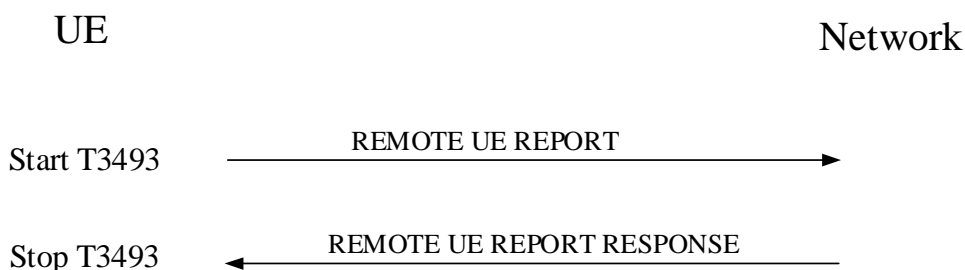 UE
Network
Start T3493
REMOTE UE REPORT
Stop T3493
REMOTE UE REPORT RESPONSE